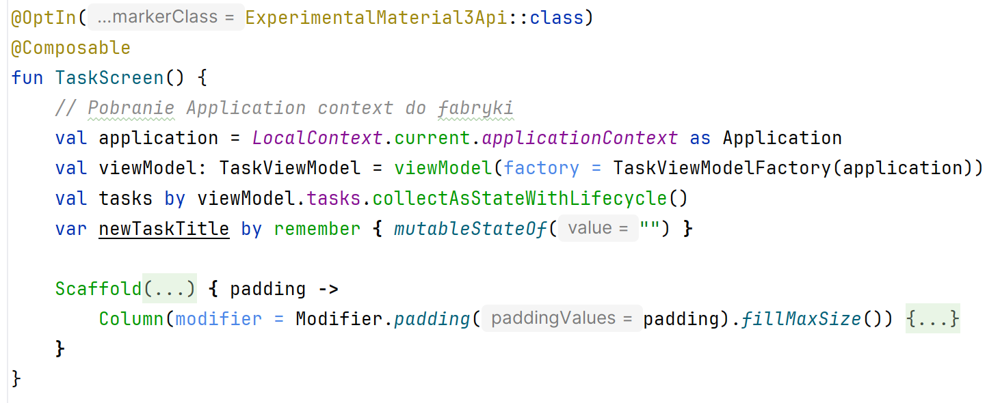 @OptIn( ...markerClass = ExperimentalMaterial3Api::class)
@Composable
fun TaskScreen() {
    // Pobranie Application context do fabryki
    val application = LocalContext.current.applicationContext as Application
    val viewModel: TaskViewModel = viewModel(factory = TaskViewModelFactory(application))
    val tasks by viewModel.tasks.collectAsStateWithLifecycle()
    var newTaskTitle by remember { mutableStateOf( value = "") }
    Scaffold(...) { padding ->
        Column(modifier = Modifier.padding( paddingValues = padding).fillMaxSize()) {...}
    }
}